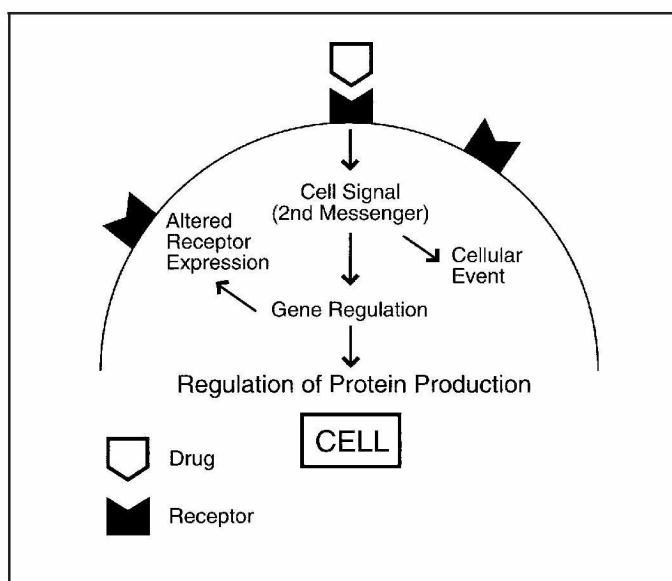 Cell Signal
(2nd Messenger)
Altered
Receptor
Expression
Cellular
Event
Gene Regulation
Regulation of Protein Production
CELL
Drug
Receptor